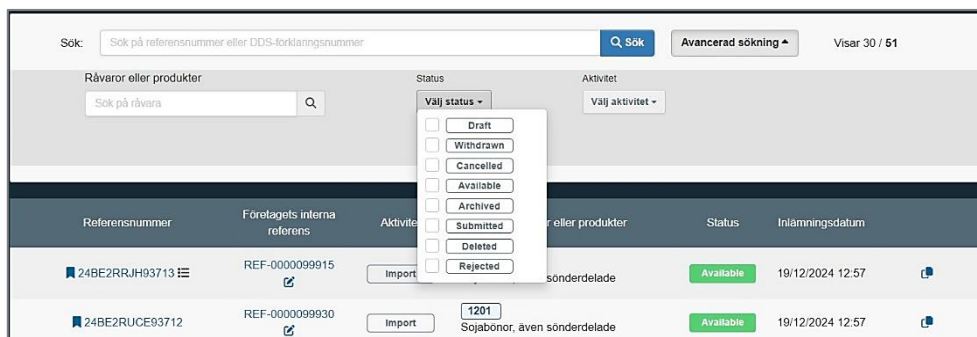 Sök: Sök på referensnummer eller DDS-förklaringsnummer Sök Avancerad sökning Visar 30 / 51
Råvaror eller produkter Status Aktivitet
Sök på råvara Välj status Välj aktivitet
Draft
Withdrawn
Cancelled
Available
Archived
Submitted
Deleted
Rejected
Referensnummer Företagets interna referens Aktivite r eller produkter Status Inlämningsdatum
24BE2RRJH93713 REF-0000099915 Import sönderdelade Available 19/12/2024 12:57
24BE2RUCE93712 REF-0000099930 Import 1201 Available 19/12/2024 12:57
Sojabönor, även sönderdelade